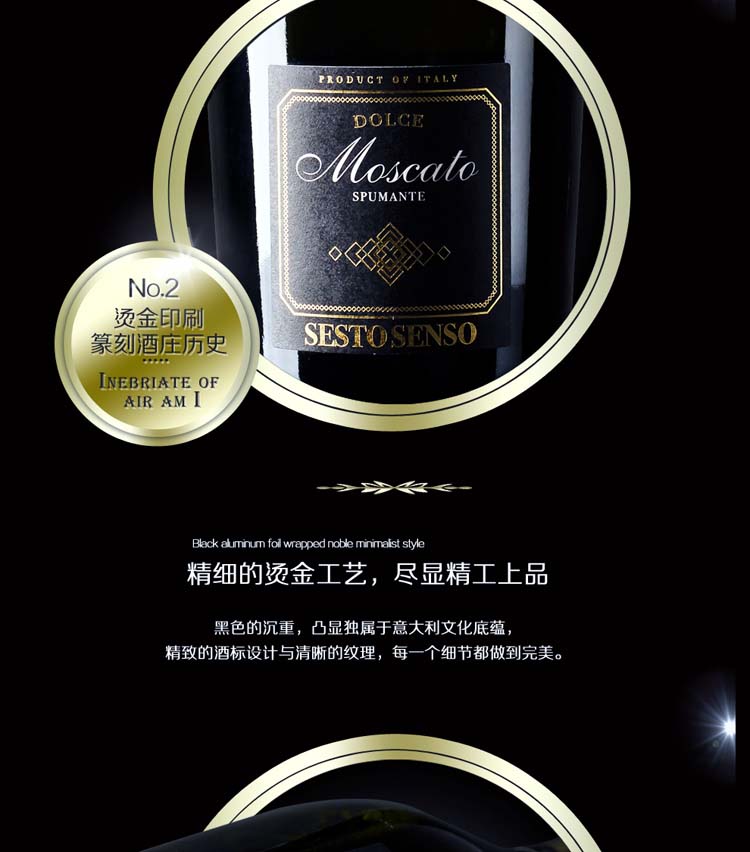 PRODUCT OF ITALY
DOLCE
Moscato
SPUMANTE
SESTO SENSO
No.2
烫金印刷
篆刻酒庄历史
INEBRIATE OF
AIR AM I
Black aluminum foil wrapped noble minimalist style
精细的烫金工艺，尽显精工上品
黑色的沉重，凸显独属于意大利文化底蕴，
精致的酒标设计与清晰的纹理，每一个细节都做到完美。